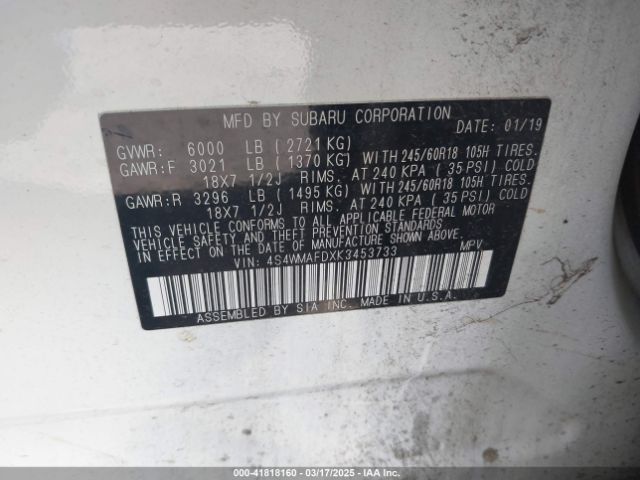 MFD BY SUBARU CORPORATION
DATE: 01/19
GVWR: 6000 LB (2721 KG)
GAWR:F 3021 LB (1370 KG) WITH 245/60R18 105H TIRES.
18X7 1/2J RIMS. AT 240 KPA (35 PSI) COLD
GAWR:R 3296 LB (1495 KG) WITH 245/60R18 105H TIRES.
18X7 1/2J RIMS. AT 240 KPA (35 PSI) COLD
THIS VEHICLE CONFORMS TO ALL APPLICABLE FEDERAL MOTOR
VEHICLE SAFETY AND THEFT PREVENTION STANDARDS
IN EFFECT ON THE DATE OF MANUFACTURE SHOWN ABOVE.
VIN: 4S4WMAFDXK3453733 MPV
ASSEMBLED BY SIA INC. MADE IN U.S.A.
000-41818160 - 03/17/2025 - IAA Inc.